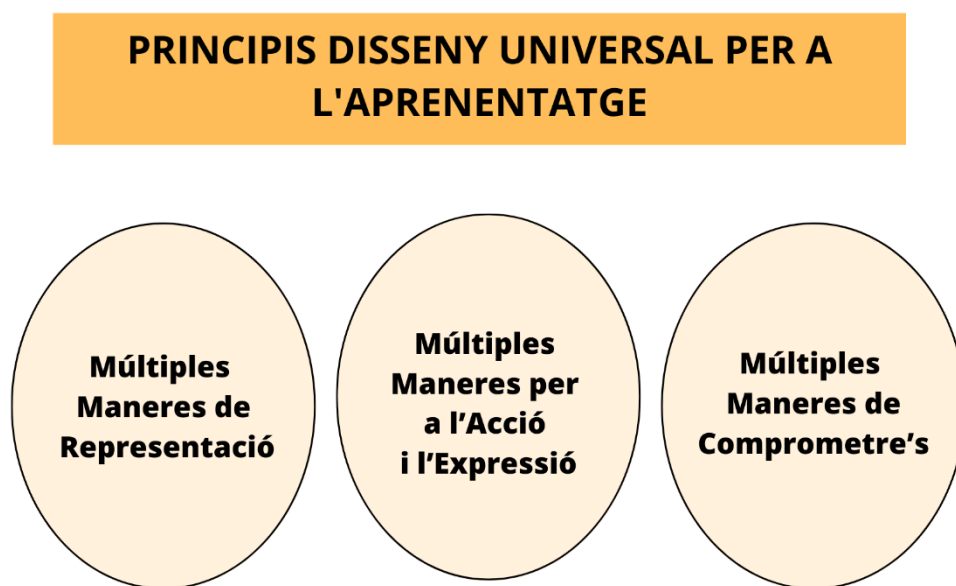 PRINCIPIS DISSENY UNIVERSAL PER A
L'APRENENTATGE
Múltiples
Maneres de
Representació
Múltiples
Maneres per
a l’Acció
i l’Expressió
Múltiples
Maneres de
Comprometre’s